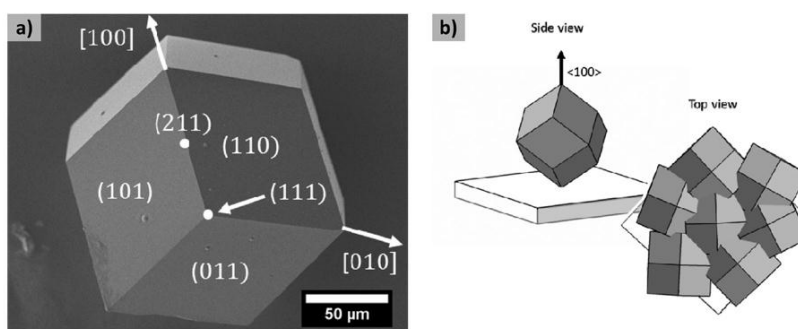 a)
[100]
(211)
(110)
(101)
(111)
(011)
[010]
50 µm
b)
Side view
<100>
Top view